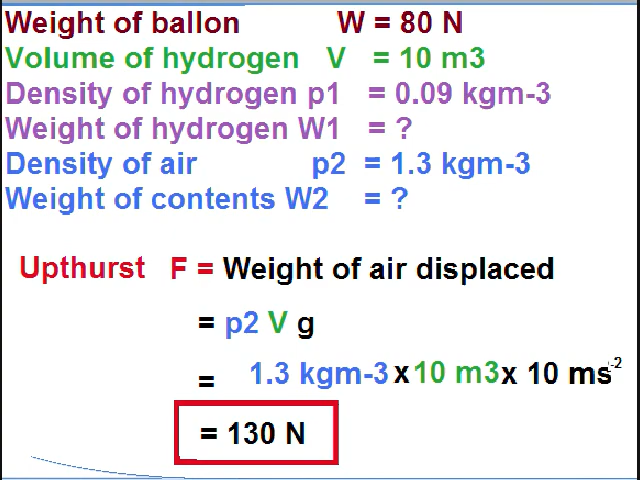 Weight of ballon W = 80 N
Volume of hydrogen V = 10 m3
Density of hydrogen p1 = 0.09 kgm-3
Weight of hydrogen W1 = ?
Density of air p2 = 1.3 kgm-3
Weight of contents W2 = ?
Upthurst F = Weight of air displaced
= p2 V g
= 1.3 kgm-3 x 10 m3 x 10 ms-2
= 130 N